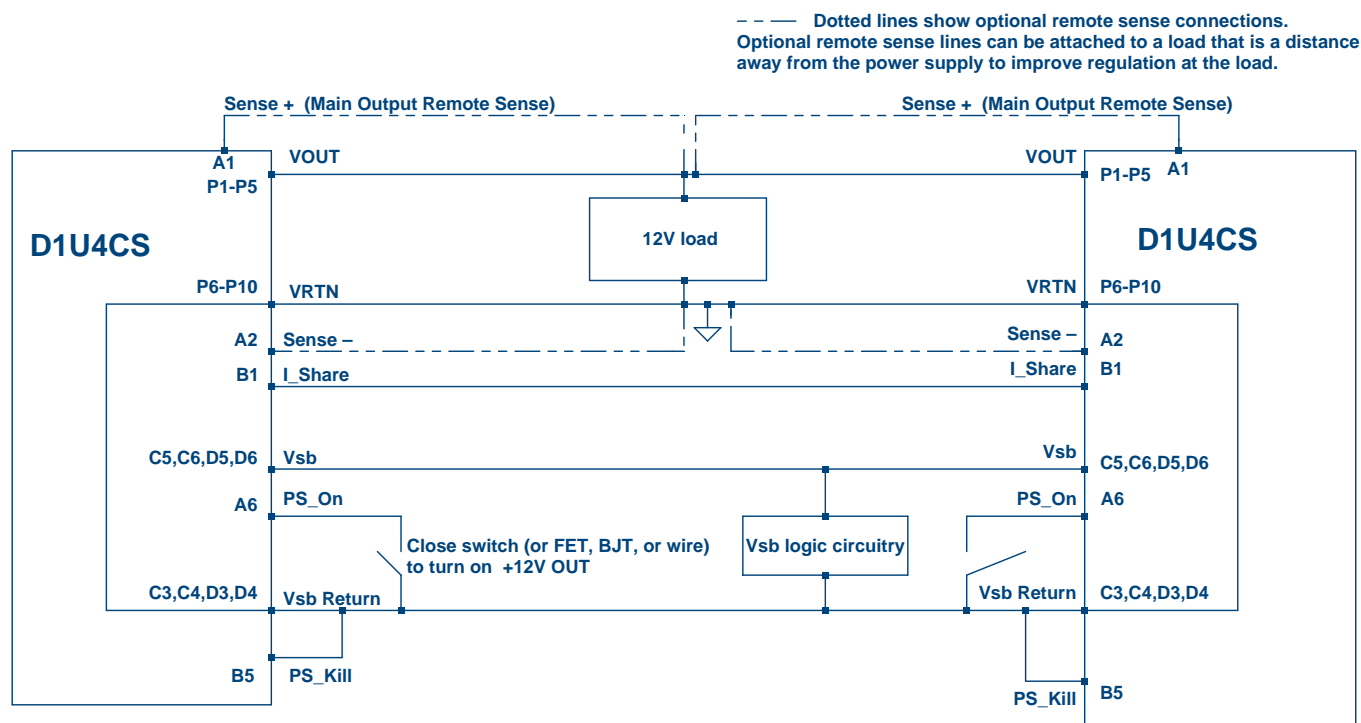 Dotted lines show optional remote sense connections.
Optional remote sense lines can be attached to a load that is a distance
away from the power supply to improve regulation at the load.
Sense + (Main Output Remote Sense)
Sense + (Main Output Remote Sense)
A1
VOUT
VOUT
A1
P1-P5
P1-P5
D1U4CS
12V load
D1U4CS
P6-P10
VRTN
VRTN
P6-P10
A2
Sense –
Sense –
A2
B1
I_Share
I_Share
B1
C5,C6,D5,D6
Vsb
Vsb
C5,C6,D5,D6
A6
PS_On
PS_On
A6
Close switch (or FET, BJT, or wire)
to turn on +12V OUT
Vsb logic circuitry
C3,C4,D3,D4
Vsb Return
Vsb Return
C3,C4,D3,D4
B5
PS_Kill
PS_Kill
B5